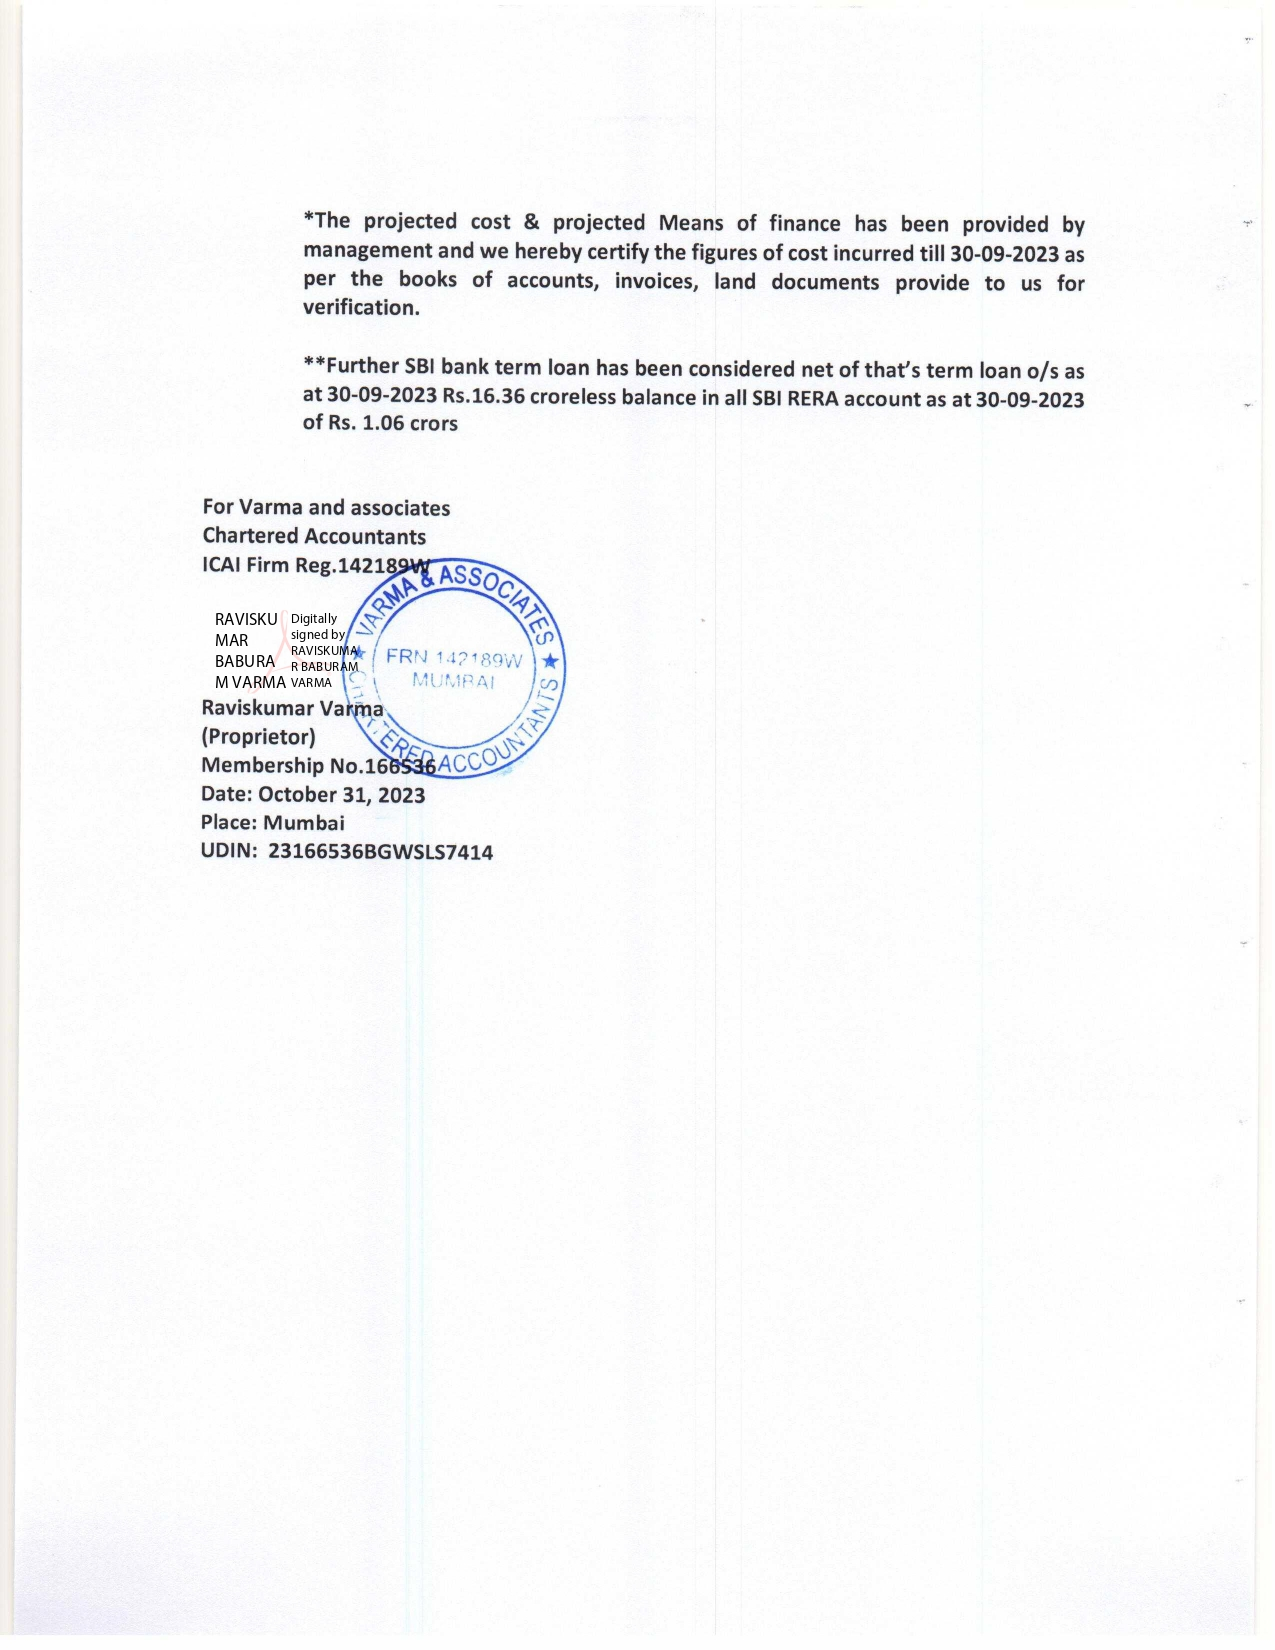 *The projected cost & projected Means of finance has been provided by
management and we hereby certify the figures of cost incurred till 30-09-2023 as
per the books of accounts, invoices, land documents provide to us for
verification.
**Further SBI bank term loan has been considered net of that's term loan o/s as
at 30-09-2023 Rs.16.36 croreless balance in all SBI RERA account as at 30-09-2023
of Rs. 1.06 crors
For Varma and associates
Chartered Accountants
ICAI Firm Reg.142189W
RAVISKU
MAR
BABURA
M VARMA
Digitally
signed by
RAVISKUMA
R BABURAM
VARMA
VARMA & ASSOCIATES
FRN 142189W
MUMBAI
CHARTERED ACCOUNTANTS
Raviskumar Varma
(Proprietor)
Membership No.166536
Date: October 31, 2023
Place: Mumbai
UDIN: 23166536BGWSLS7414